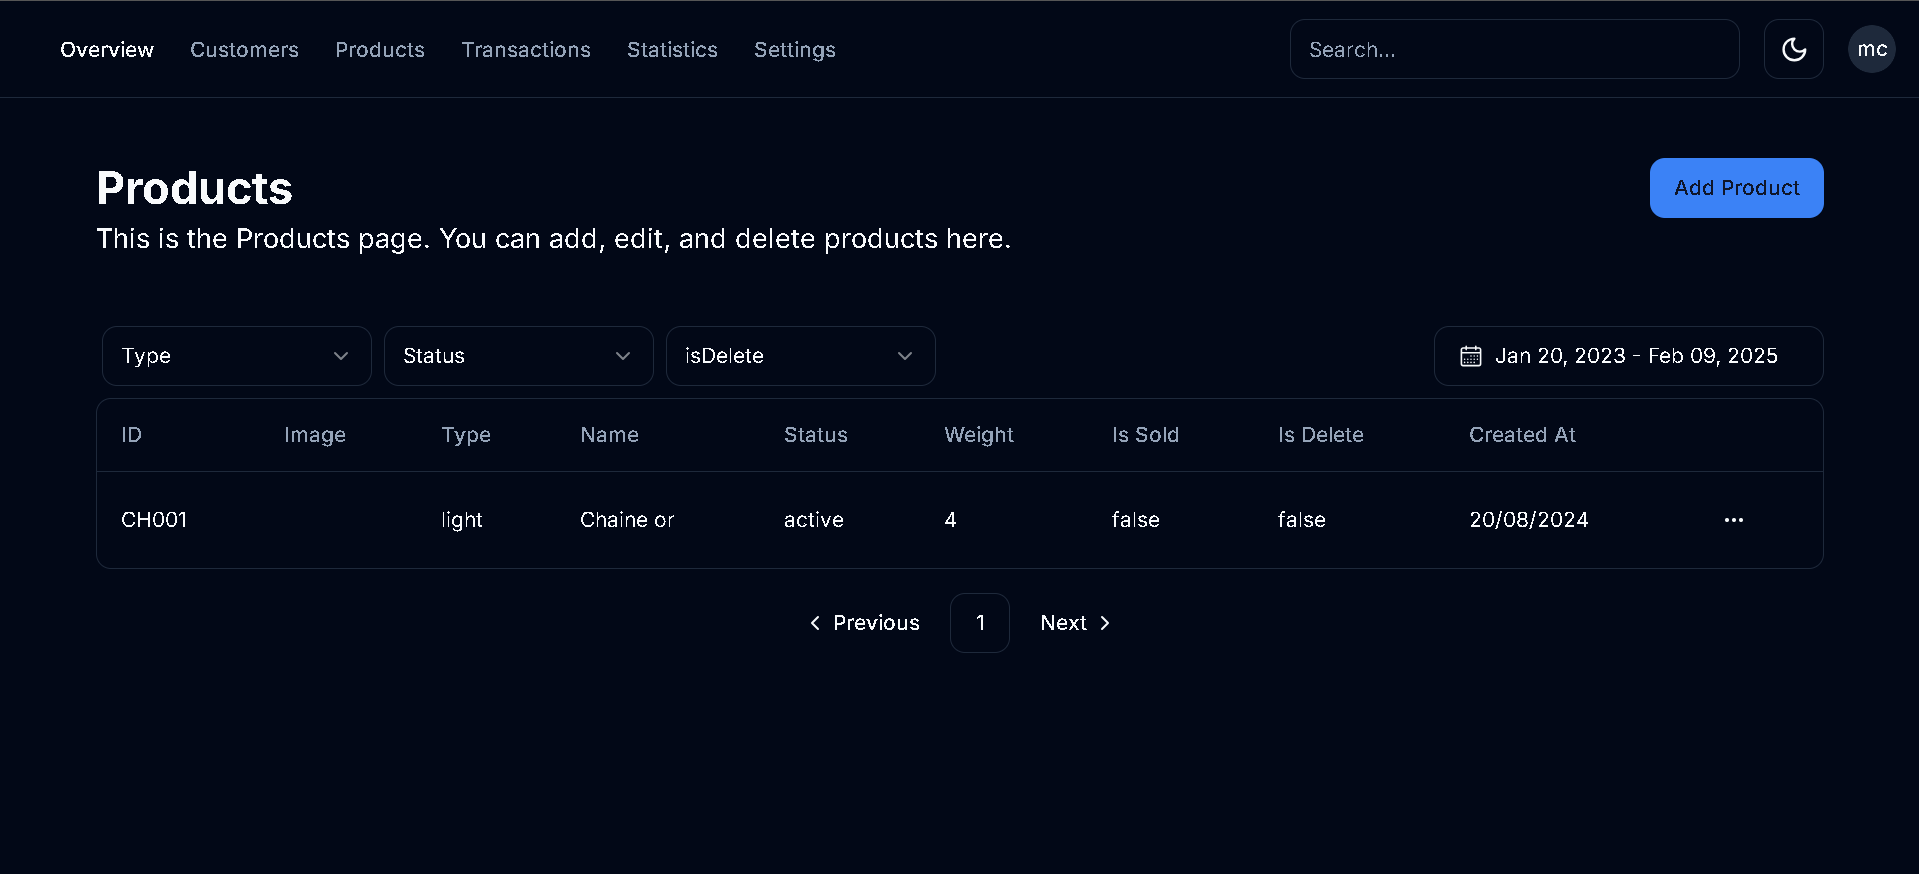 Overview Customers Products Transactions Statistics Settings Search... mc
Products
Add Product
This is the Products page. You can add, edit, and delete products here.
Type Status isDelete Jan 20, 2023 - Feb 09, 2025
ID Image Type Name Status Weight Is Sold Is Delete Created At
CH001 light Chaine or active 4 false false 20/08/2024
Previous 1 Next